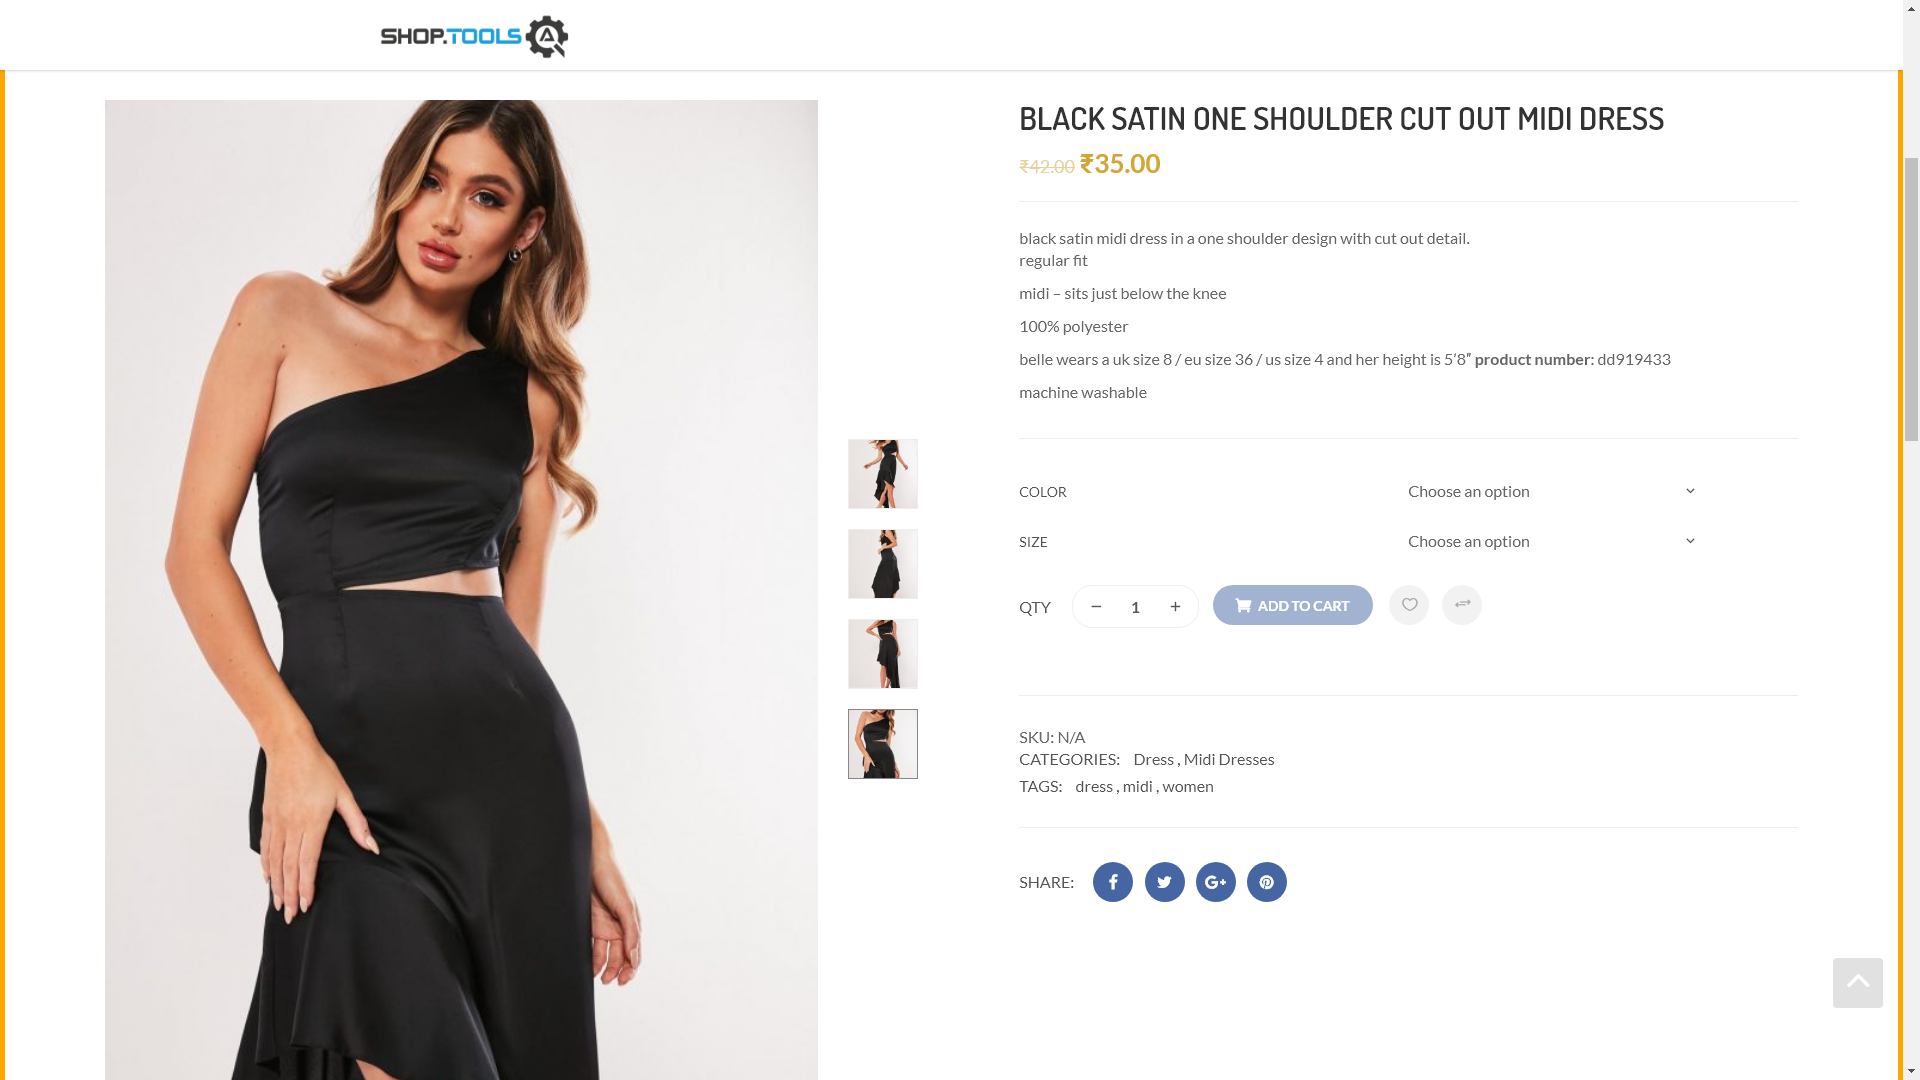 SHOP.TOOLS
BLACK SATIN ONE SHOULDER CUT OUT MIDI DRESS
₹42.00 ₹35.00
black satin midi dress in a one shoulder design with cut out detail.
regular fit
midi – sits just below the knee
100% polyester
belle wears a uk size 8 / eu size 36 / us size 4 and her height is 5’8” product number: dd919433
machine washable
COLOR Choose an option
SIZE Choose an option
QTY − 1 + ADD TO CART
SKU: N/A
CATEGORIES: Dress , Midi Dresses
TAGS: dress , midi , women
SHARE: